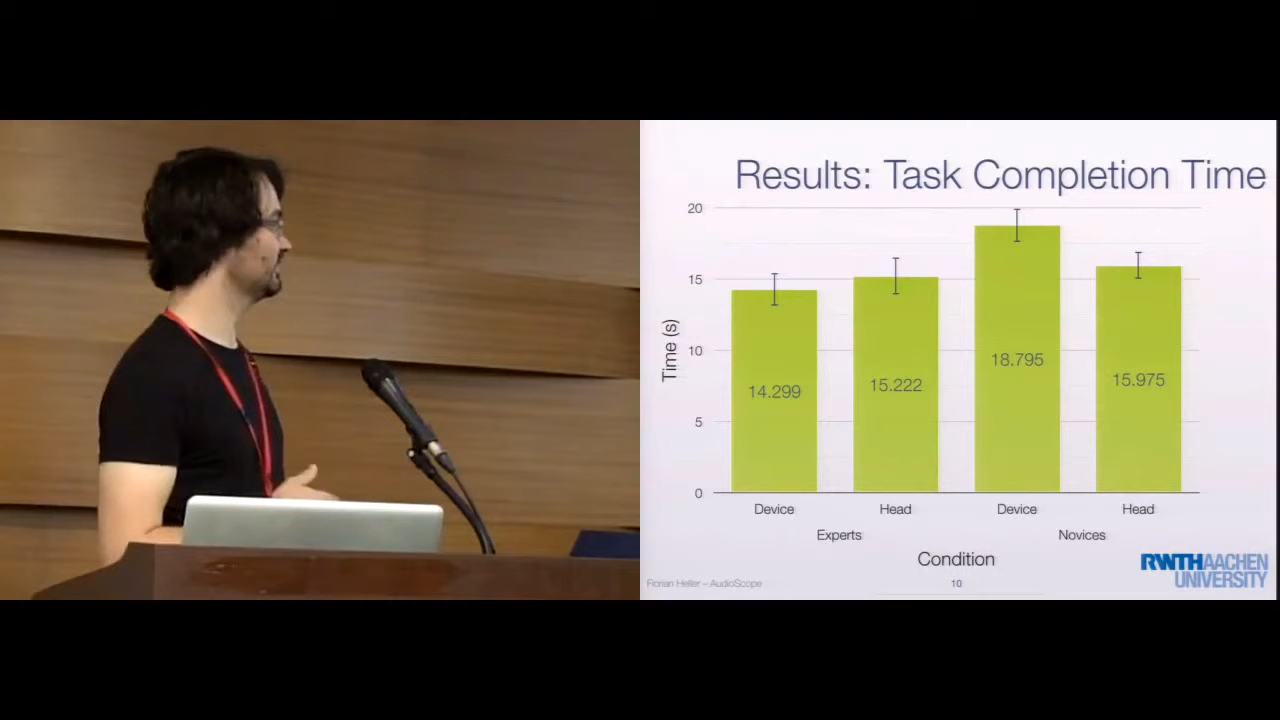 Results: Task Completion Time
20
15
10
5
0
Time (s)
14.299
15.222
18.795
15.975
Device
Head
Device
Head
Experts
Novices
Condition
Florian Heller – AudioScope
10
RWTHAACHEN
UNIVERSITY